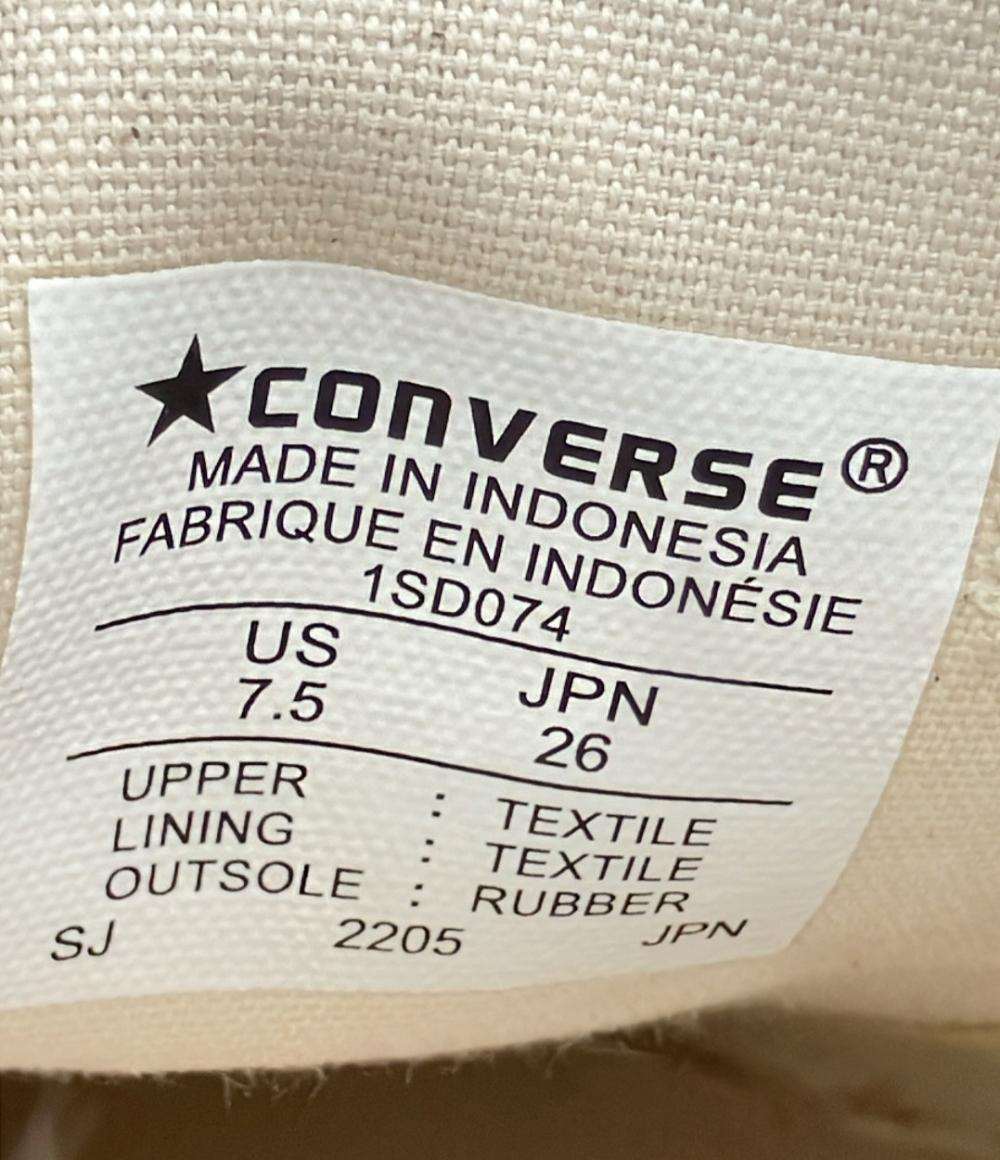 ★CONVERSE®
MADE IN INDONESIA
FABRIQUE EN INDONÉSIE
1SD074
US JPN
7.5 26
UPPER : TEXTILE
LINING : TEXTILE
OUTSOLE : RUBBER
SJ 2205 JPN